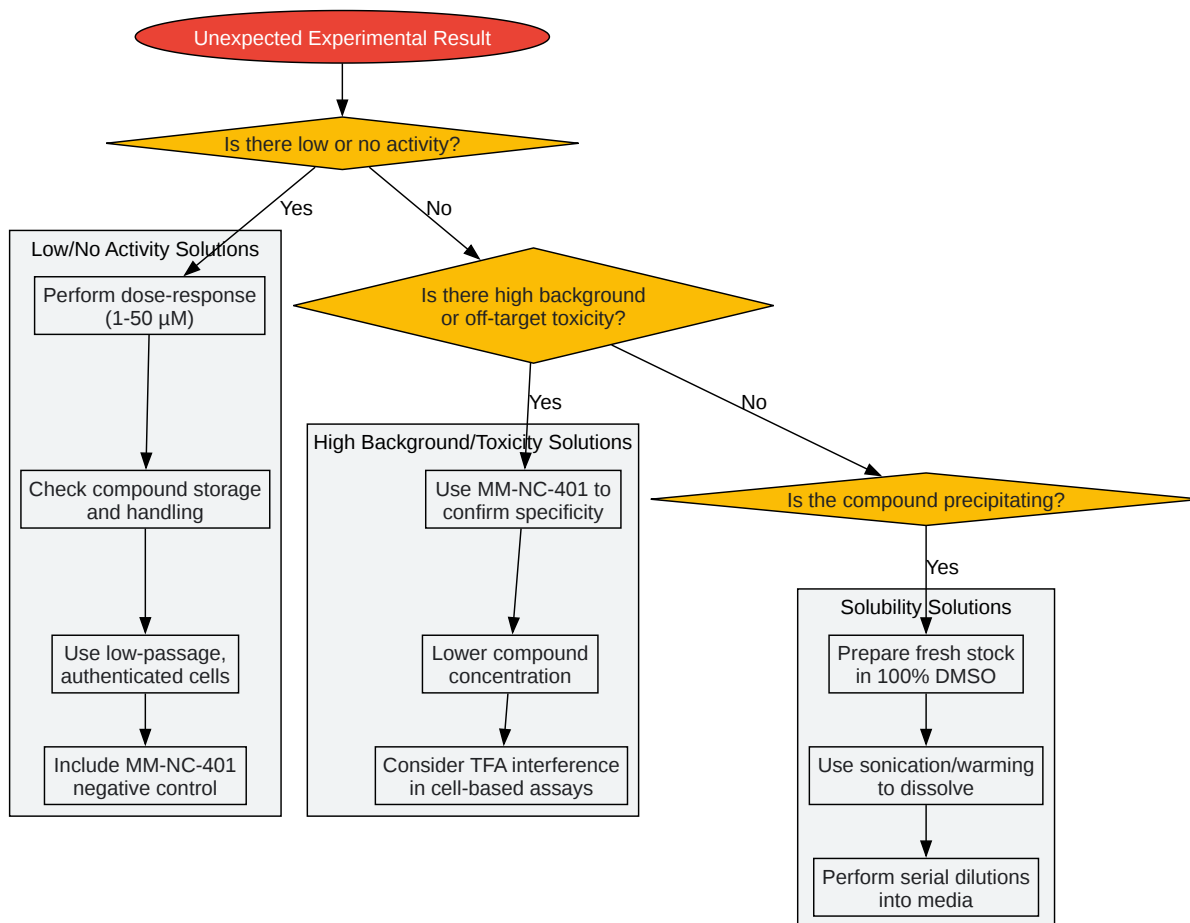 Unexpected Experimental Result
Is there low or no activity?
Yes
No
Low/No Activity Solutions
Perform dose-response
(1-50 µM)
Check compound storage
and handling
Use low-passage,
authenticated cells
Include MM-NC-401
negative control
Is there high background
or off-target toxicity?
Yes
No
High Background/Toxicity Solutions
Use MM-NC-401 to
confirm specificity
Lower compound
concentration
Consider TFA interference
in cell-based assays
Is the compound precipitating?
Yes
Solubility Solutions
Prepare fresh stock
in 100% DMSO
Use sonication/warming
to dissolve
Perform serial dilutions
into media